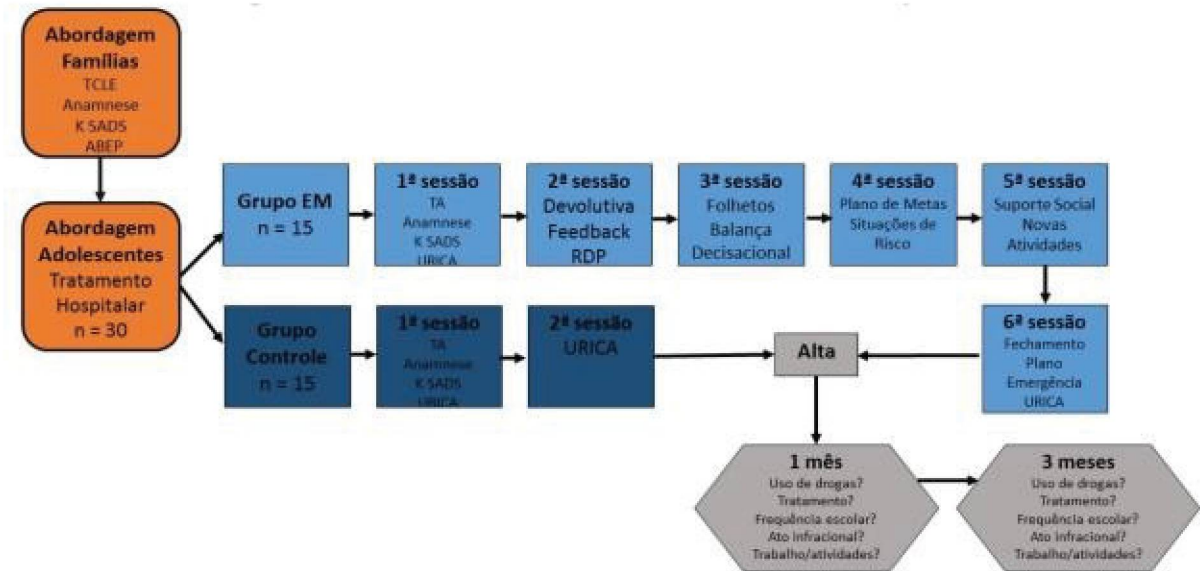 Abordagem
Famílias
TCLE
Anamnese
K SADS
ABEP
Abordagem
Adolescentes
Tratamento
Hospitalar
n = 30
Grupo EM
n = 15
1ª sessão
TA
Anamnese
K SADS
URICA
2ª sessão
Devolutiva
Feedback
RDP
3ª sessão
Folhetos
Balança
Decisacional
4ª sessão
Plano de Metas
Situações de
Risco
5ª sessão
Suporte Social
Novas
Atividades
6ª sessão
Fechamento
Plano
Emergência
URICA
Grupo
Controle
n = 15
1ª sessão
TA
Anamnese
K SADS
URICA
2ª sessão
URICA
Alta
1 mês
Uso de drogas?
Tratamento?
Frequência escolar?
Ato infracional?
Trabalho/atividades?
3 meses
Uso de drogas?
Tratamento?
Frequência escolar?
Ato infracional?
Trabalho/atividades?